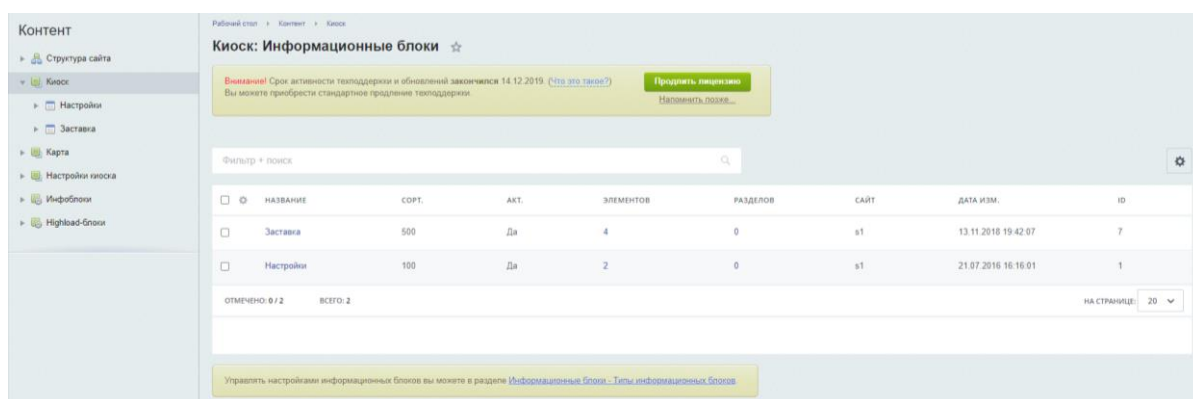 Контент
Структура сайта
Киоск
Настройки
Заставка
Карта
Настройки киоска
Инфоблоки
Highload-блоки
Рабочий стол Контент Киоск
Киоск: Информационные блоки
Внимание! Срок активности техподдержки и обновлений закончился 14.12.2019. (Что это такое?)
Вы можете приобрести стандартное продление техподдержки.
Продлить лицензию
Напомнить позже...
Фильтр + поиск
НАЗВАНИЕ СОРТ. АКТ. ЭЛЕМЕНТОВ РАЗДЕЛОВ САЙТ ДАТА ИЗМ. ID
Заставка 500 Да 4 0 s1 13.11.2018 19:42:07 7
Настройки 100 Да 2 0 s1 21.07.2016 16:16:01 1
ОТМЕЧЕНО: 0 / 2 ВСЕГО: 2 НА СТРАНИЦЕ: 20
Управлять настройками информационных блоков вы можете в разделе Информационные блоки - Типы информационных блоков.